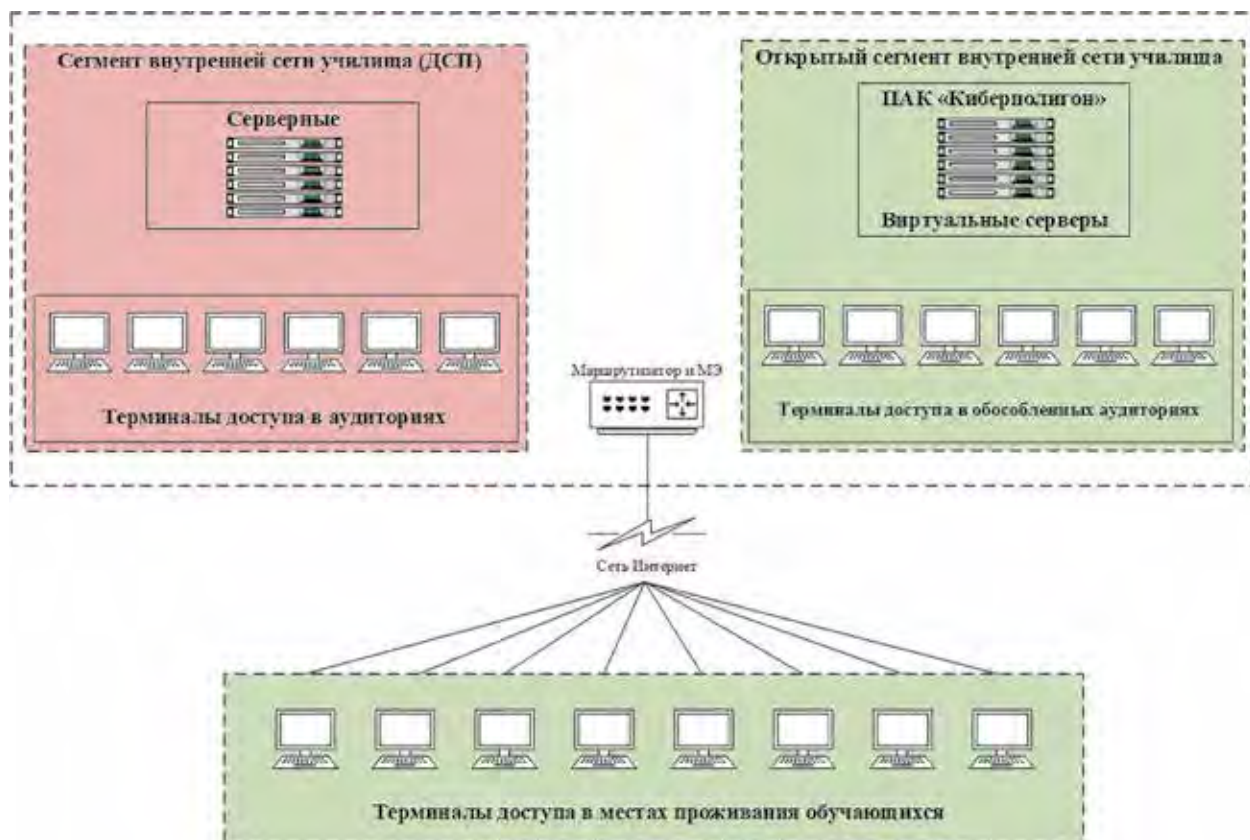 Сегмент внутренней сети училища (ДСП)
Серверные
Терминалы доступа в аудиториях
Открытый сегмент внутренней сети училища
ПАК «Киберполигон»
Виртуальные серверы
Терминалы доступа в обособленных аудиториях
Маршрутизатор и МЭ
Сеть Интернет
Терминалы доступа в местах проживания обучающихся